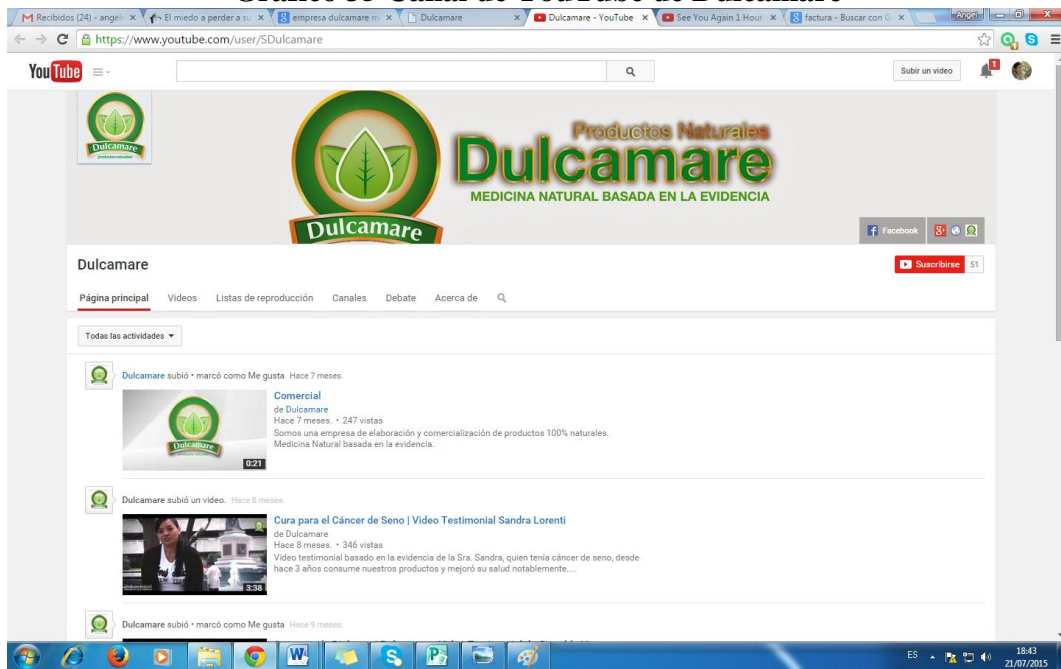 Gráfico 35 Canal de YouTube de Dulcamare
Recibidos (24) - angel
El miedo a perder a su
empresa dulcamare m
Dulcamare
Dulcamare - YouTube
See You Again 1 Hour
factura - Buscar con G
Angel
https://www.youtube.com/user/SDulcamare
YouTube
Subir un video
1
Dulcamare
productos naturales
Dulcamare
Productos Naturales
Dulcamare
MEDICINA NATURAL BASADA EN LA EVIDENCIA
Facebook
Dulcamare
Suscribirse 51
Página principal Videos Listas de reproducción Canales Debate Acerca de
Todas las actividades
Dulcamare subió • marcó como Me gusta Hace 7 meses.
Dulcamare
0:21
Comercial
de Dulcamare
Hace 7 meses. • 247 vistas
Somos una empresa de elaboración y comercialización de productos 100% naturales.
Medicina Natural basada en la evidencia.
Dulcamare subió un video. Hace 8 meses.
3:38
Cura para el Cáncer de Seno | Video Testimonial Sandra Lorenti
de Dulcamare
Hace 8 meses. • 346 vistas
Video testimonial basado en la evidencia de la Sra. Sandra, quien tenía cáncer de seno, desde
hace 3 años consume nuestros productos y mejoró su salud notablemente....
Dulcamare subió • marcó como Me gusta Hace 9 meses.
ES
18:43
21/07/2015